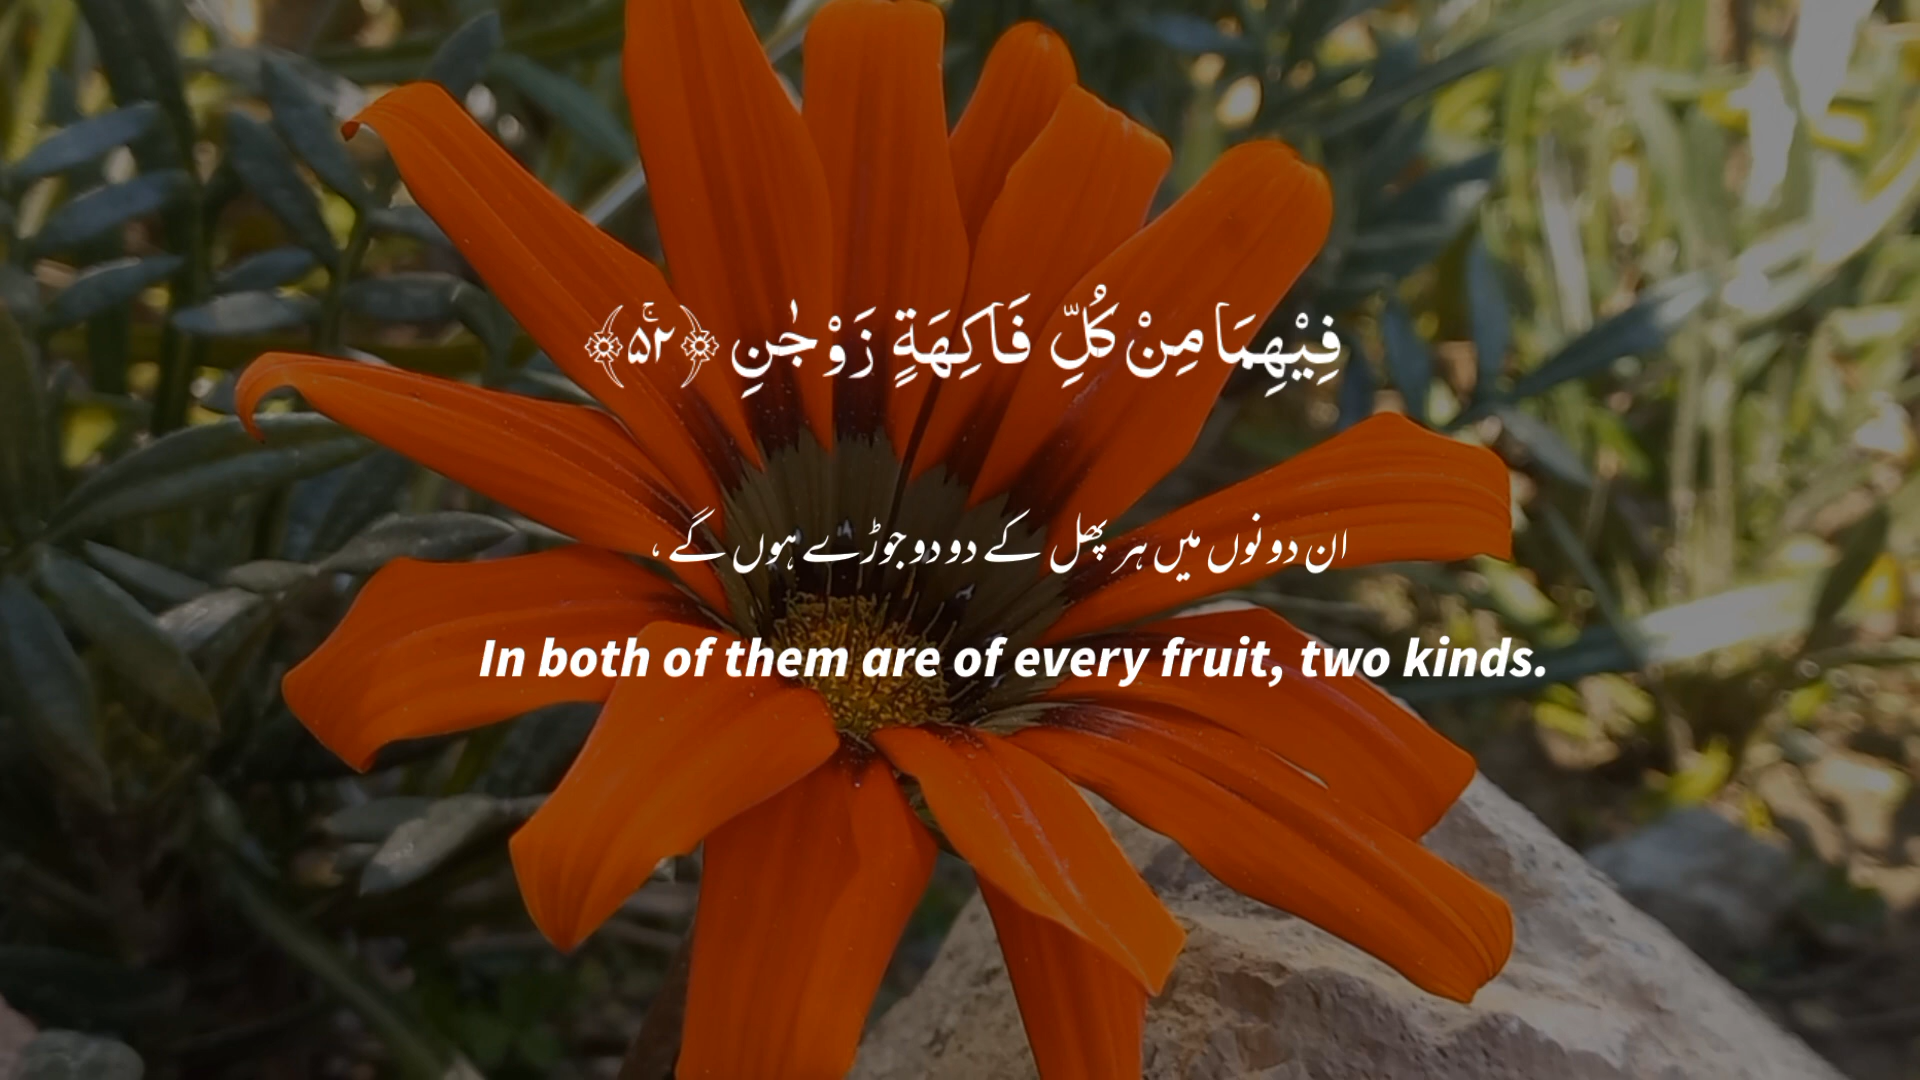 فِیْهِمَا مِنْ كُلِّ فَاكِهَةٍ زَوْجٰنِ ﴿ۚ۵۲﴾
ان دونوں میں ہر پھل کے دو دو جوڑے ہوں گے ،
In both of them are of every fruit, two kinds.